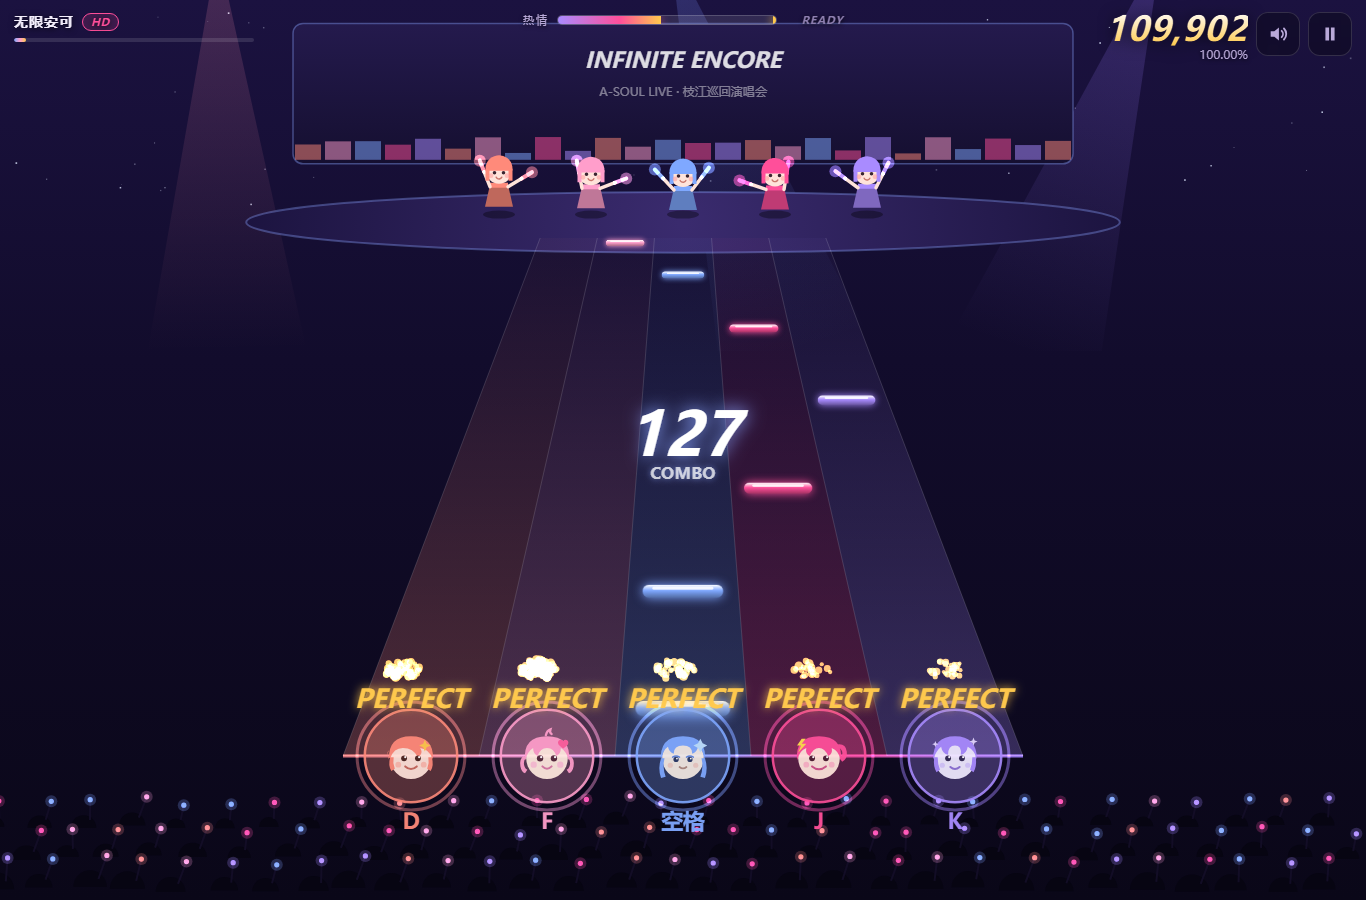 无限安可 HD
热情 READY
109,902
100.00%
INFINITE ENCORE
A-SOUL LIVE · 枝江巡回演唱会
127
COMBO
PERFECT PERFECT PERFECT PERFECT PERFECT
D F 空格 J K